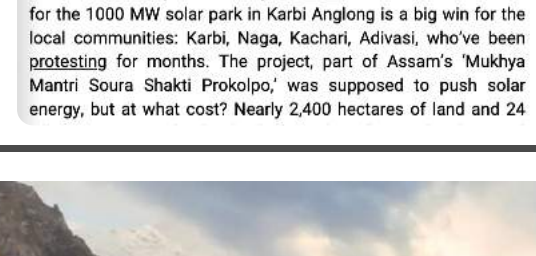 for the 1000 MW solar park in Karbi Anglong is a big win for the
local communities: Karbi, Naga, Kachari, Adivasi, who've been
protesting for months. The project, part of Assam's 'Mukhya
Mantri Soura Shakti Prokolpo,' was supposed to push solar
energy, but at what cost? Nearly 2,400 hectares of land and 24